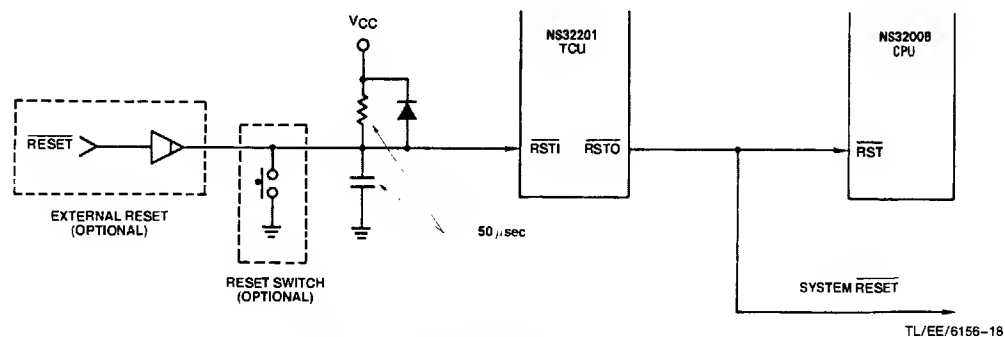 VCC
NS32201
TCU
NS32008
CPU
RESET
RSTI
RSTO
RST
EXTERNAL RESET
(OPTIONAL)
50 μsec
RESET SWITCH
(OPTIONAL)
SYSTEM RESET
TL/EE/6156-18